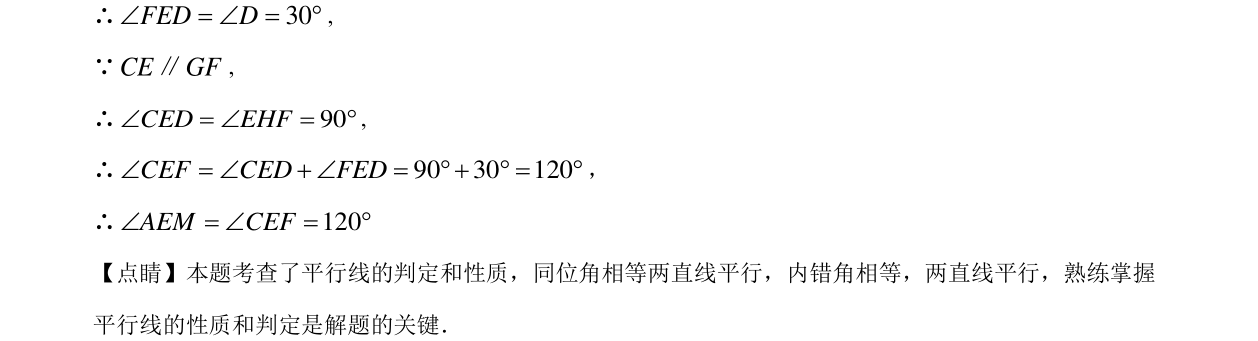 ∴∠FED=∠D=30°,
∵CE∥GF,
∴∠CED=∠EHF=90°,
∴∠CEF=∠CED+∠FED=90°+30°=120°，
∴∠AEM=∠CEF=120°
【点睛】本题考查了平行线的判定和性质，同位角相等两直线平行，内错角相等，两直线平行，熟练掌握
平行线的性质和判定是解题的关键．